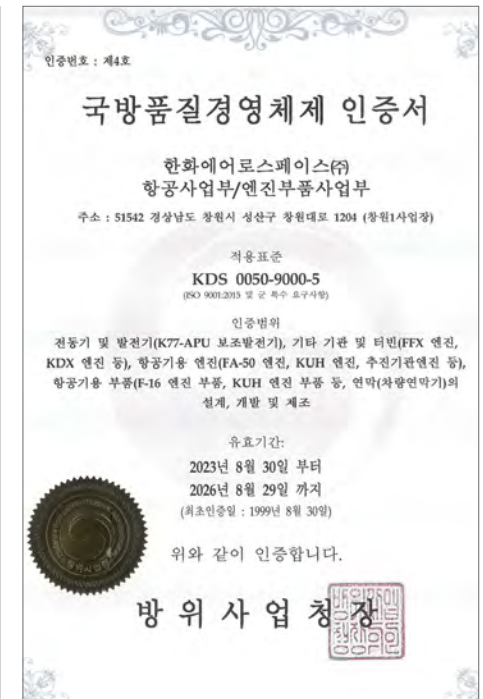 인증번호 : 제4호
국방품질경영체제 인증서
한화에어로스페이스㈜
항공사업부/엔진부품사업부
주소 : 51542 경상남도 창원시 성산구 창원대로 1204 (창원1사업장)
적용표준
KDS 0050-9000-5
(ISO 9001:2015 및 군 특수 요구사항)
인증범위
전동기 및 발전기(K77-APU 보조발전기), 기타 기관 및 터빈(FFX 엔진,
KDX 엔진 등), 항공기용 엔진(FA-50 엔진, KUH 엔진, 추진기관엔진 등),
항공기용 부품(F-16 엔진 부품, KUH 엔진 부품 등, 연막(차량연막기)의
설계, 개발 및 제조
유효기간:
2023년 8월 30일 부터
2026년 8월 29일 까지
(최초인증일 : 1999년 8월 30일)
위와 같이 인증합니다.
방위사업청
방위사업청장